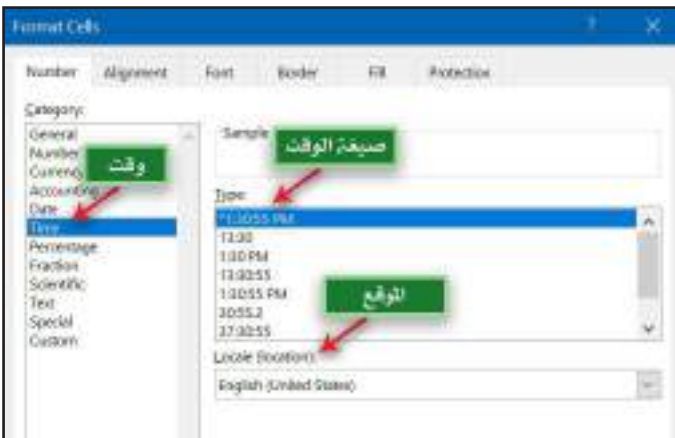 Format Cells ? ×
Number Alignment Font Border Fill Protection
Category:
General
Number
Currency
Accounting
Date
Time
Percentage
Fraction
Scientific
Text
Special
Custom
وقت
Sample
صيغة الوقت
Type:
*1:30:55 PM
13:30
1:30 PM
13:30:55
1:30:55 PM
30:55.2
37:30:55
الموقع
Locale (location):
English (United States)